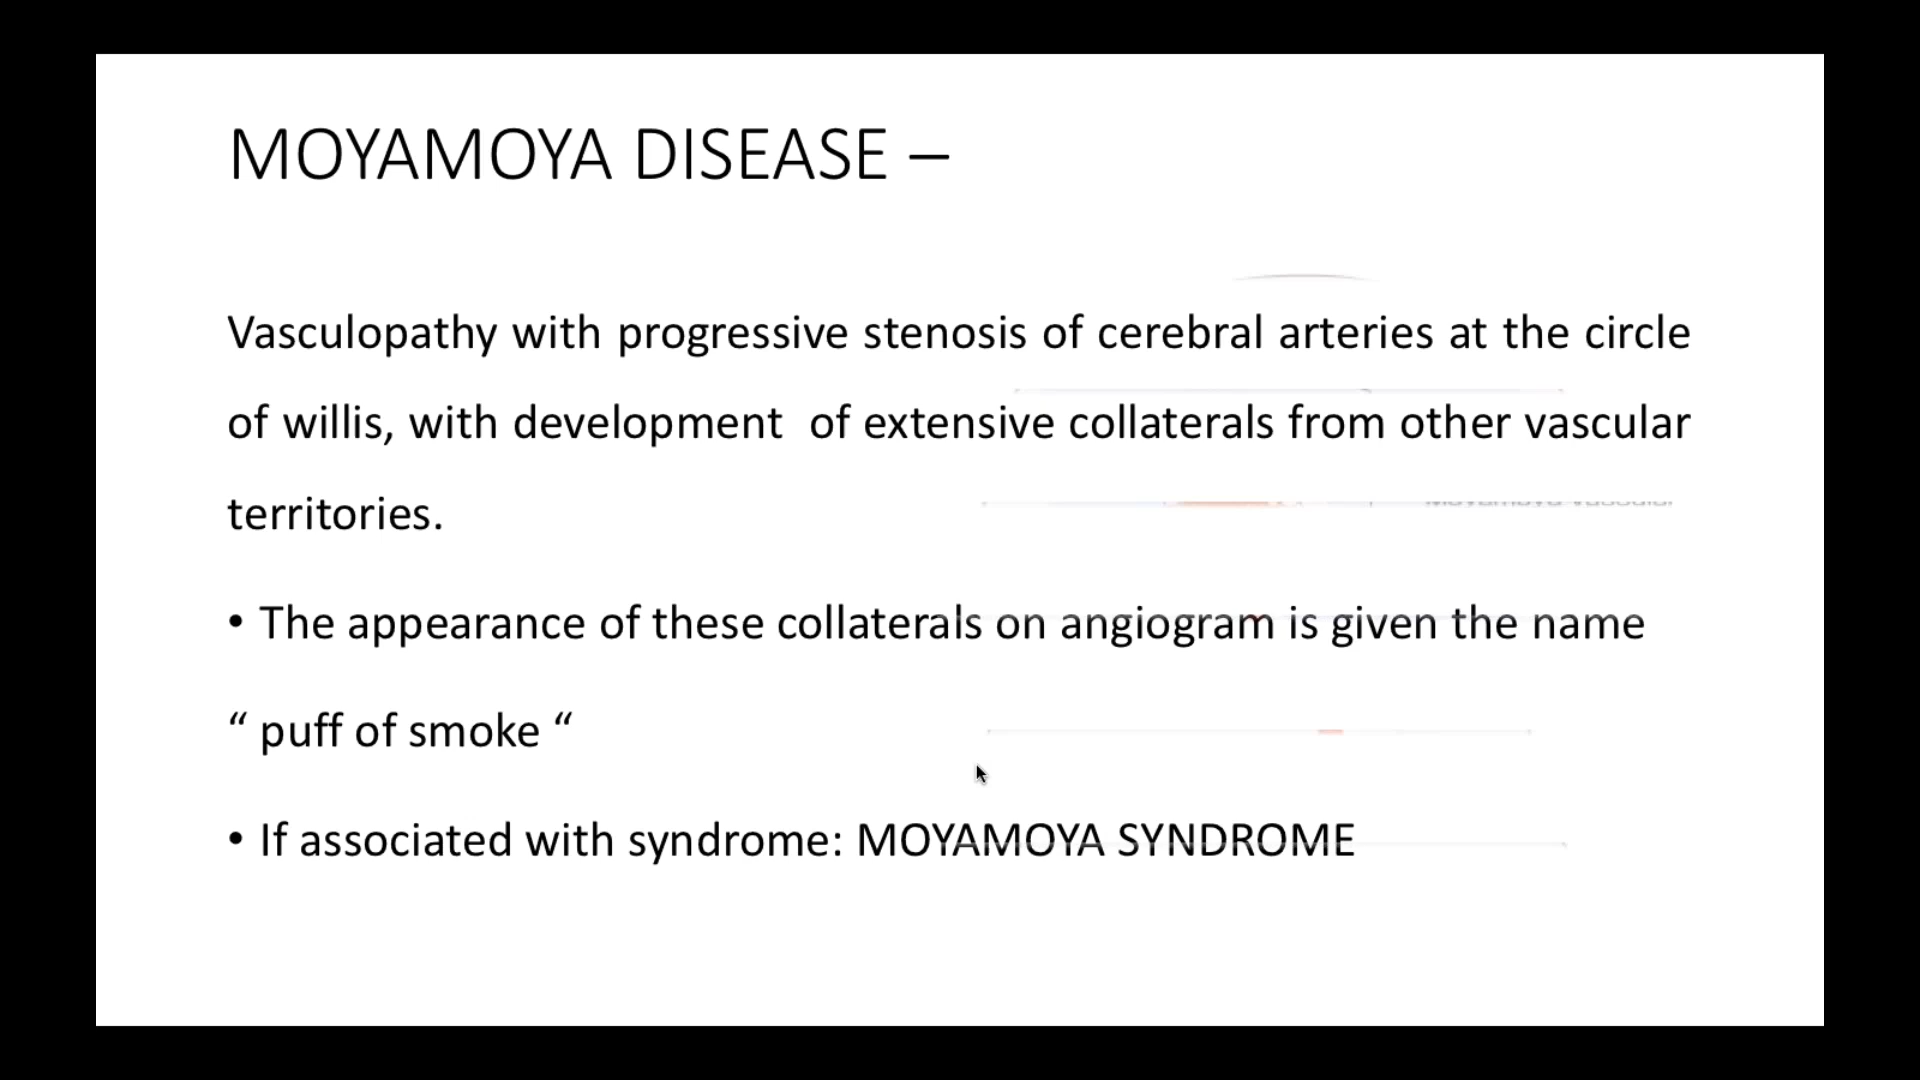 MOYAMOYA DISEASE –
Vasculopathy with progressive stenosis of cerebral arteries at the circle
of willis, with development  of extensive collaterals from other vascular
territories.
• The appearance of these collaterals on angiogram is given the name
“ puff of smoke “
• If associated with syndrome: MOYAMOYA SYNDROME